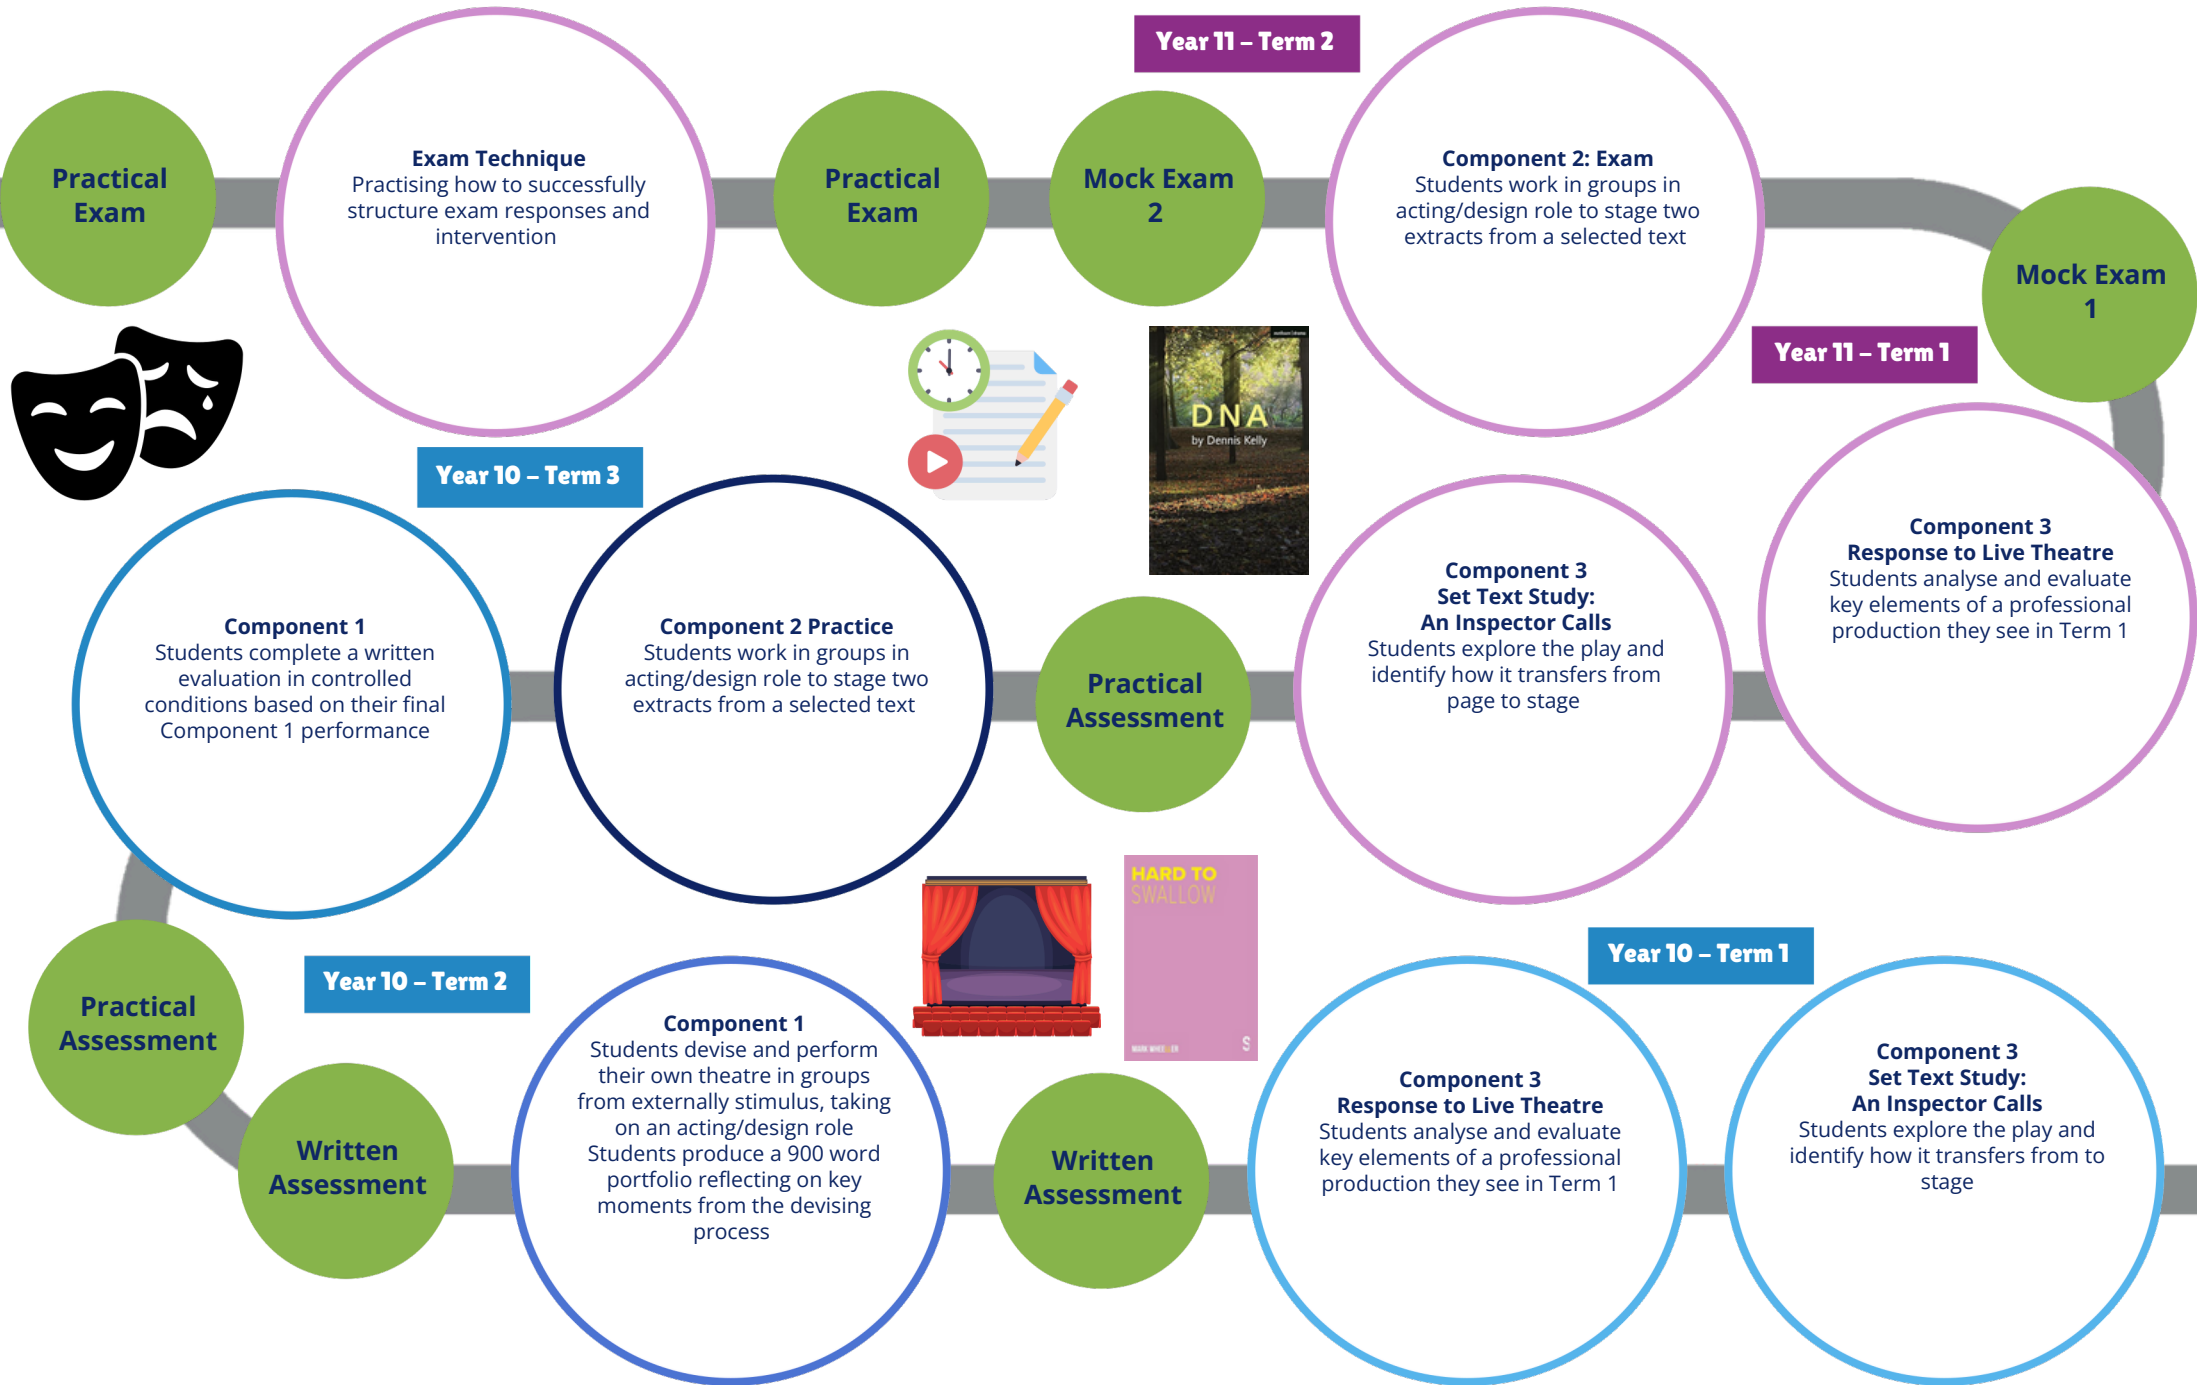 Year 11 – Term 2
Practical
Exam
Exam Technique
Practising how to successfully
structure exam responses and
intervention
Practical
Exam
Mock Exam
2
Component 2: Exam
Students work in groups in
acting/design role to stage two
extracts from a selected text
Mock Exam
1
Year 11 – Term 1
DNA
by Dennis Kelly
Year 10 – Term 3
Component 1
Students complete a written
evaluation in controlled
conditions based on their final
Component 1 performance
Component 2 Practice
Students work in groups in
acting/design role to stage two
extracts from a selected text
Practical
Assessment
Component 3
Set Text Study:
An Inspector Calls
Students explore the play and
identify how it transfers from
page to stage
Component 3
Response to Live Theatre
Students analyse and evaluate
key elements of a professional
production they see in Term 1
HARD TO
SWALLOW
MARK WHEELLER
S
Practical
Assessment
Year 10 – Term 2
Written
Assessment
Component 1
Students devise and perform
their own theatre in groups
from externally stimulus, taking
on an acting/design role
Students produce a 900 word
portfolio reflecting on key
moments from the devising
process
Written
Assessment
Component 3
Response to Live Theatre
Students analyse and evaluate
key elements of a professional
production they see in Term 1
Year 10 – Term 1
Component 3
Set Text Study:
An Inspector Calls
Students explore the play and
identify how it transfers from to
stage